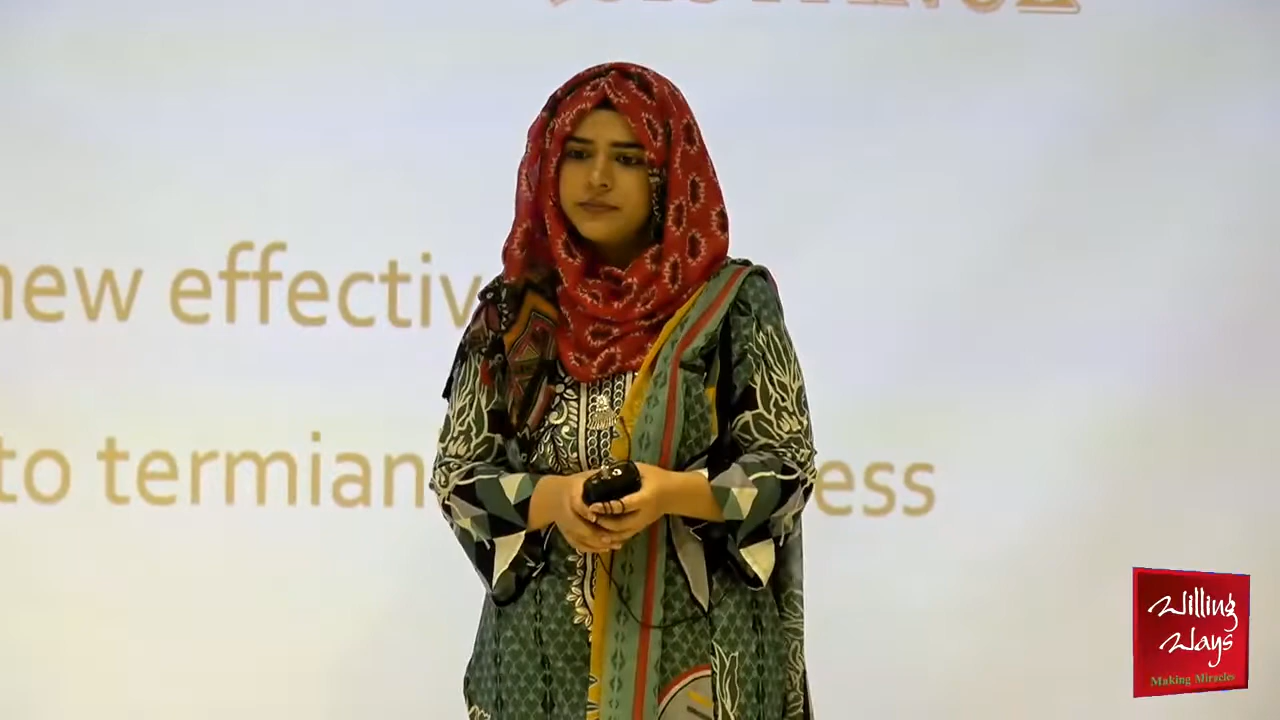 new effectiv
to termian
ess
Willing
Ways
Making Miracles